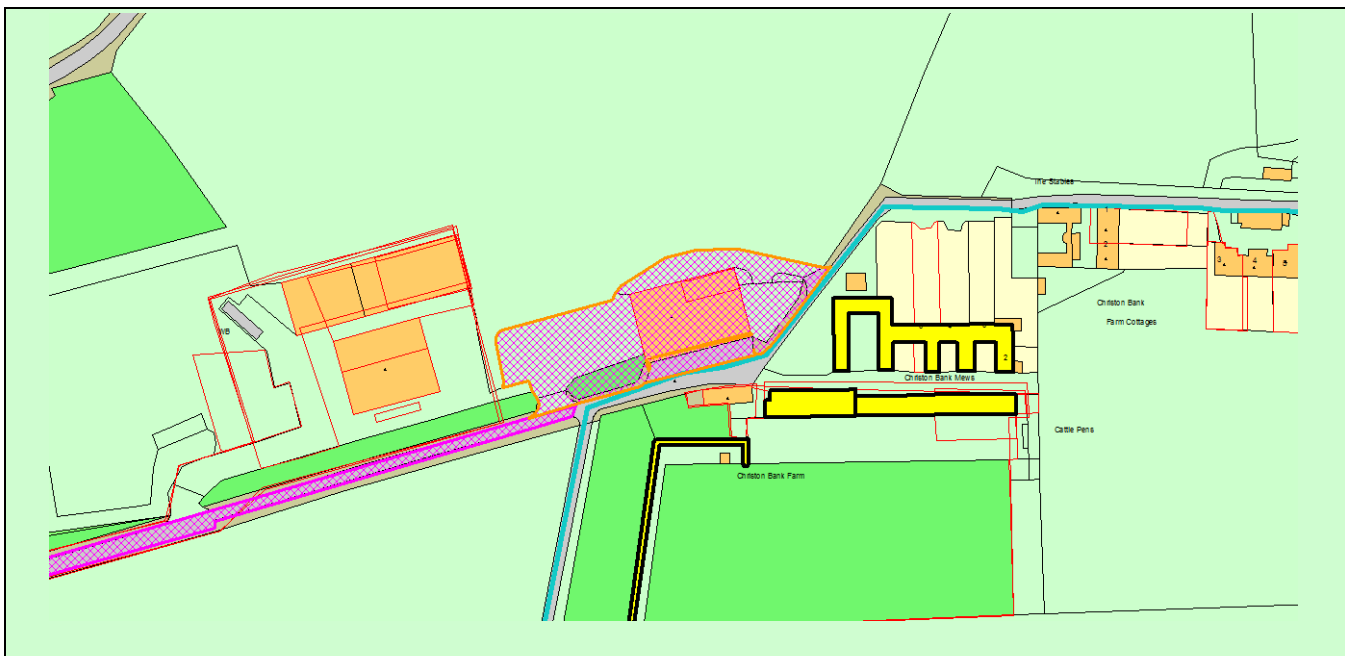 The Stables
1
2
3
4
5
Christon Bank
Farm Cottages
WB
2
Christon Bank Mews
Cattle Pens
Christon Bank Farm